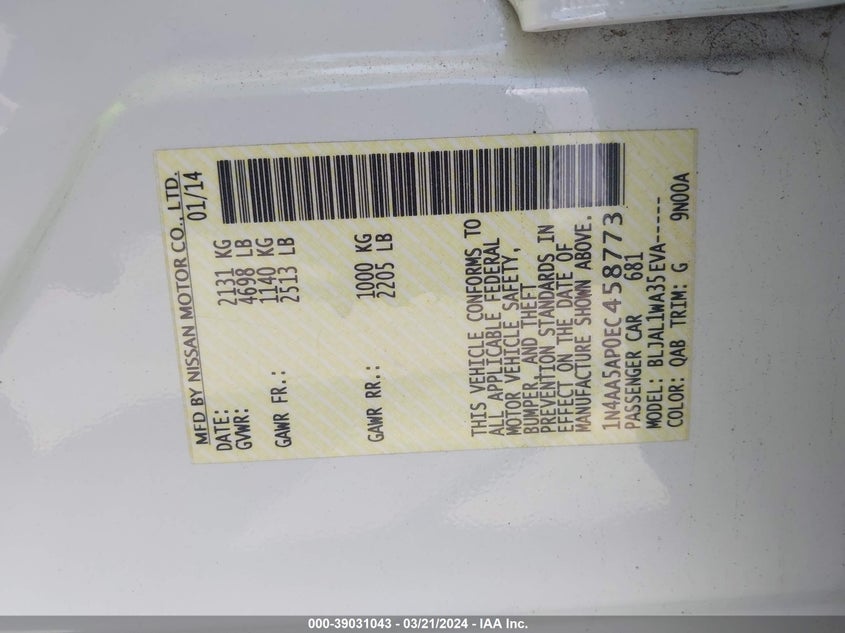 MFD BY NISSAN MOTOR CO., LTD.
DATE: 01/14
GVWR: 2131 KG
4698 LB
GAWR FR.: 1140 KG
2513 LB
GAWR RR.: 1000 KG
2205 LB
THIS VEHICLE CONFORMS TO
ALL APPLICABLE FEDERAL
MOTOR VEHICLE SAFETY,
BUMPER, AND THEFT
PREVENTION STANDARDS IN
EFFECT ON THE DATE OF
MANUFACTURE SHOWN ABOVE.
1N4AA5AP0EC458773
PASSENGER CAR 681
MODEL: BLJAL1WA35EVA-----
COLOR: QAB TRIM: G 9N00A
000-39031043 - 03/21/2024 - IAA Inc.